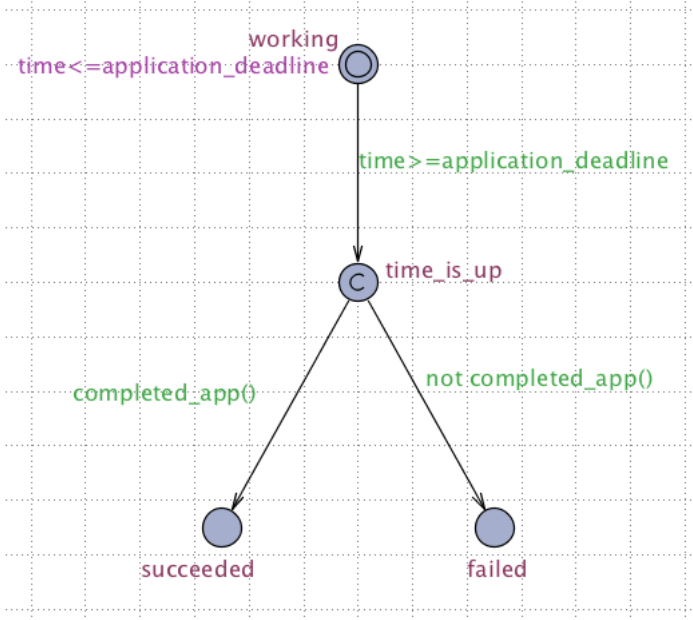 working
time<=application_deadline
time>=application_deadline
C
time_is_up
not completed_app()
completed_app()
succeeded
failed